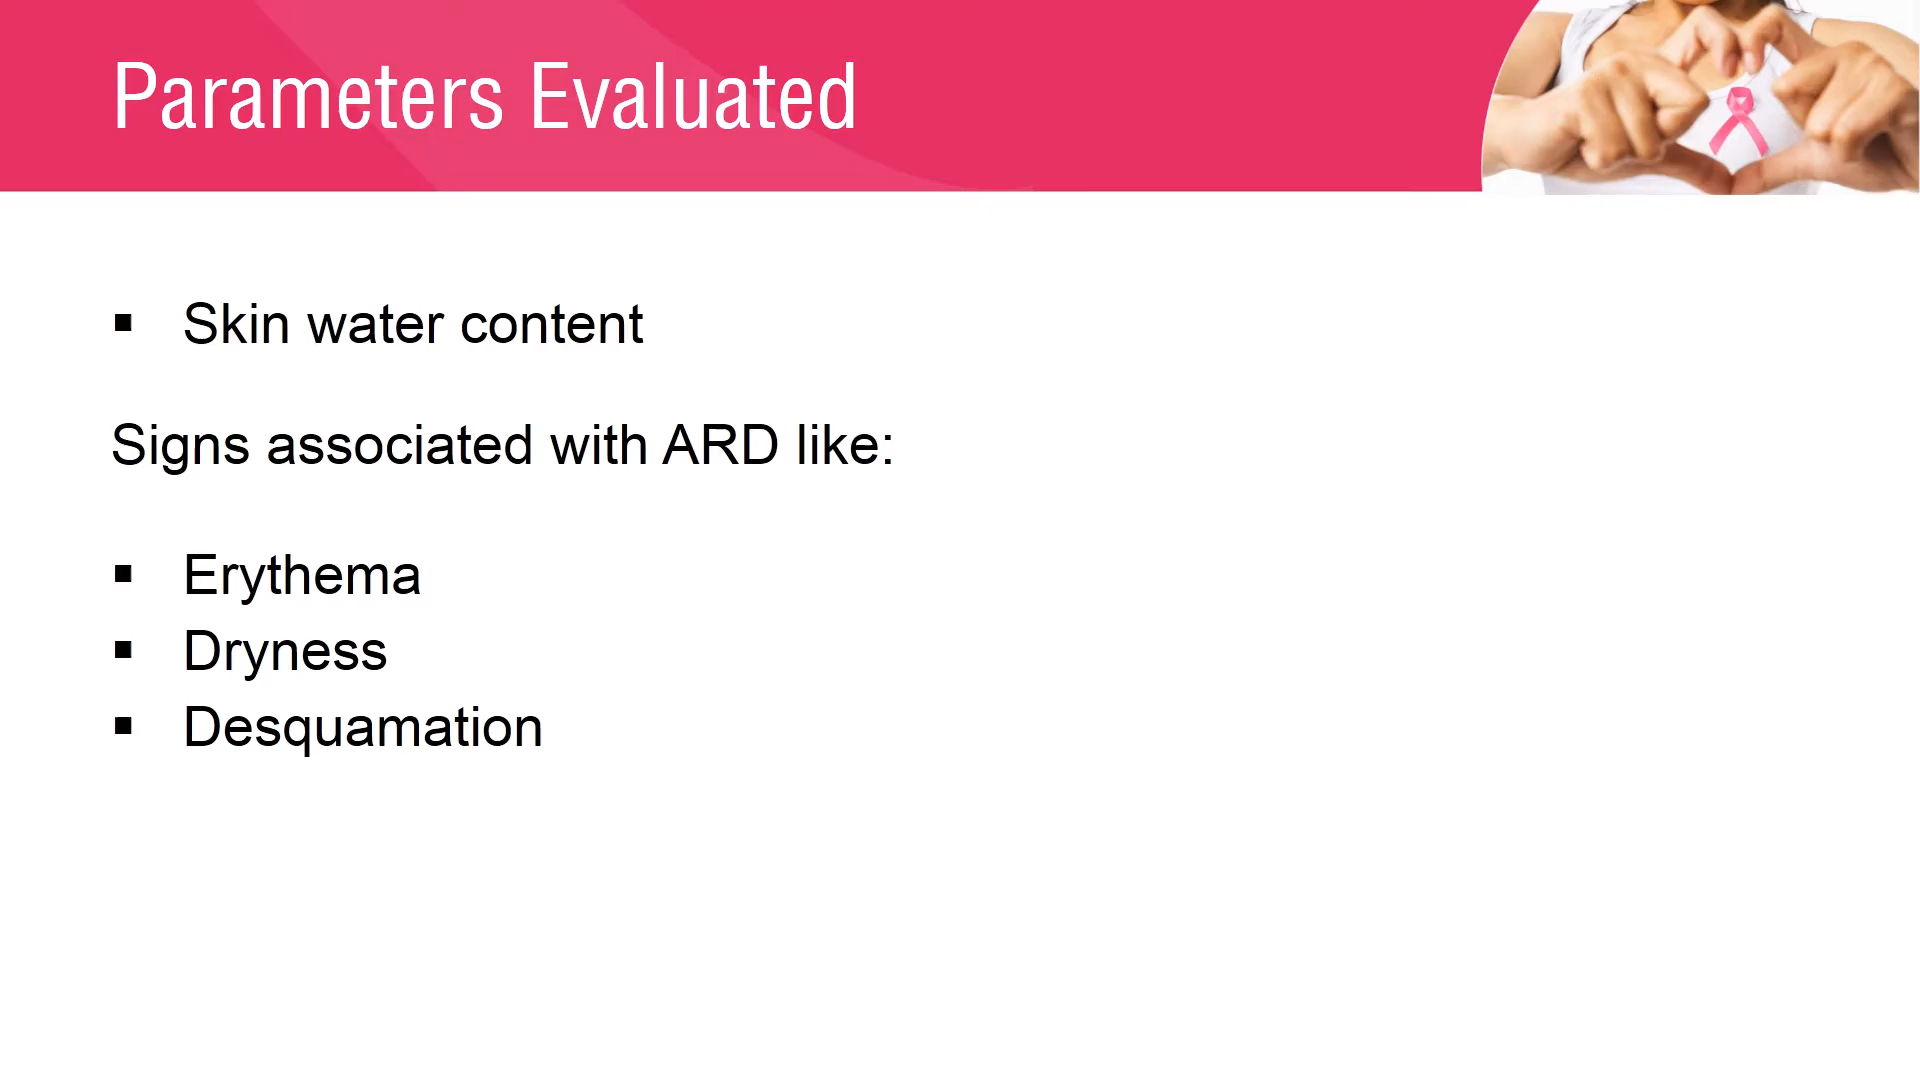 Parameters Evaluated
▪ Skin water content
Signs associated with ARD like:
▪ Erythema
▪ Dryness
▪ Desquamation